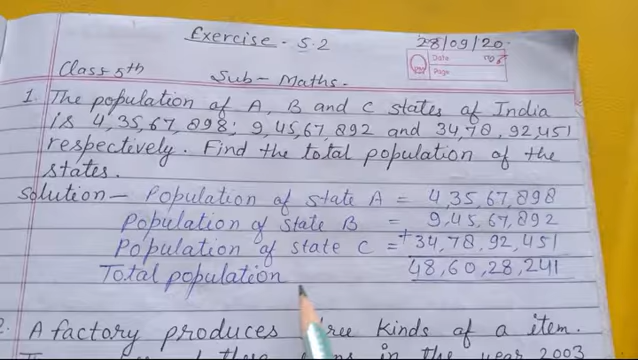 Exercise - 5.2
28/09/20
Date
Page
Class 5th
Sub - Maths.
1. The population of A, B and C states of India
is 4,35,67,898; 9,45,67,892 and 34,78,92,451
respectively. Find the total population of the
states.
Solution - Population of state A = 4,35,67,898
Population of state B = 9,45,67,892
Population of state C = +34,78,92,451
Total population 48,60,28,241
2. A factory produces kinds of a item.
in the year 2003